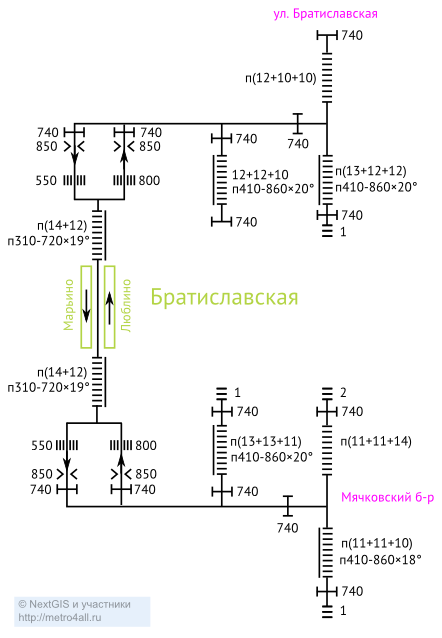 ул. Братиславская
740
п(12+10+10)
740
740
740
740
850
850
12+12+10
п410-860×20°
п(13+12+12)
п410-860×20°
550
800
740
740
1
п(14+12)
п310-720×19°
Марьино
Люблино
Братиславская
п(14+12)
п310-720×19°
1
2
740
740
550
800
п(13+13+11)
п410-860×20°
п(11+11+14)
850
850
740
740
740
Мячковский б-р
740
п(11+11+10)
п410-860×18°
740
1
© NextGIS и участники
http://metro4all.ru